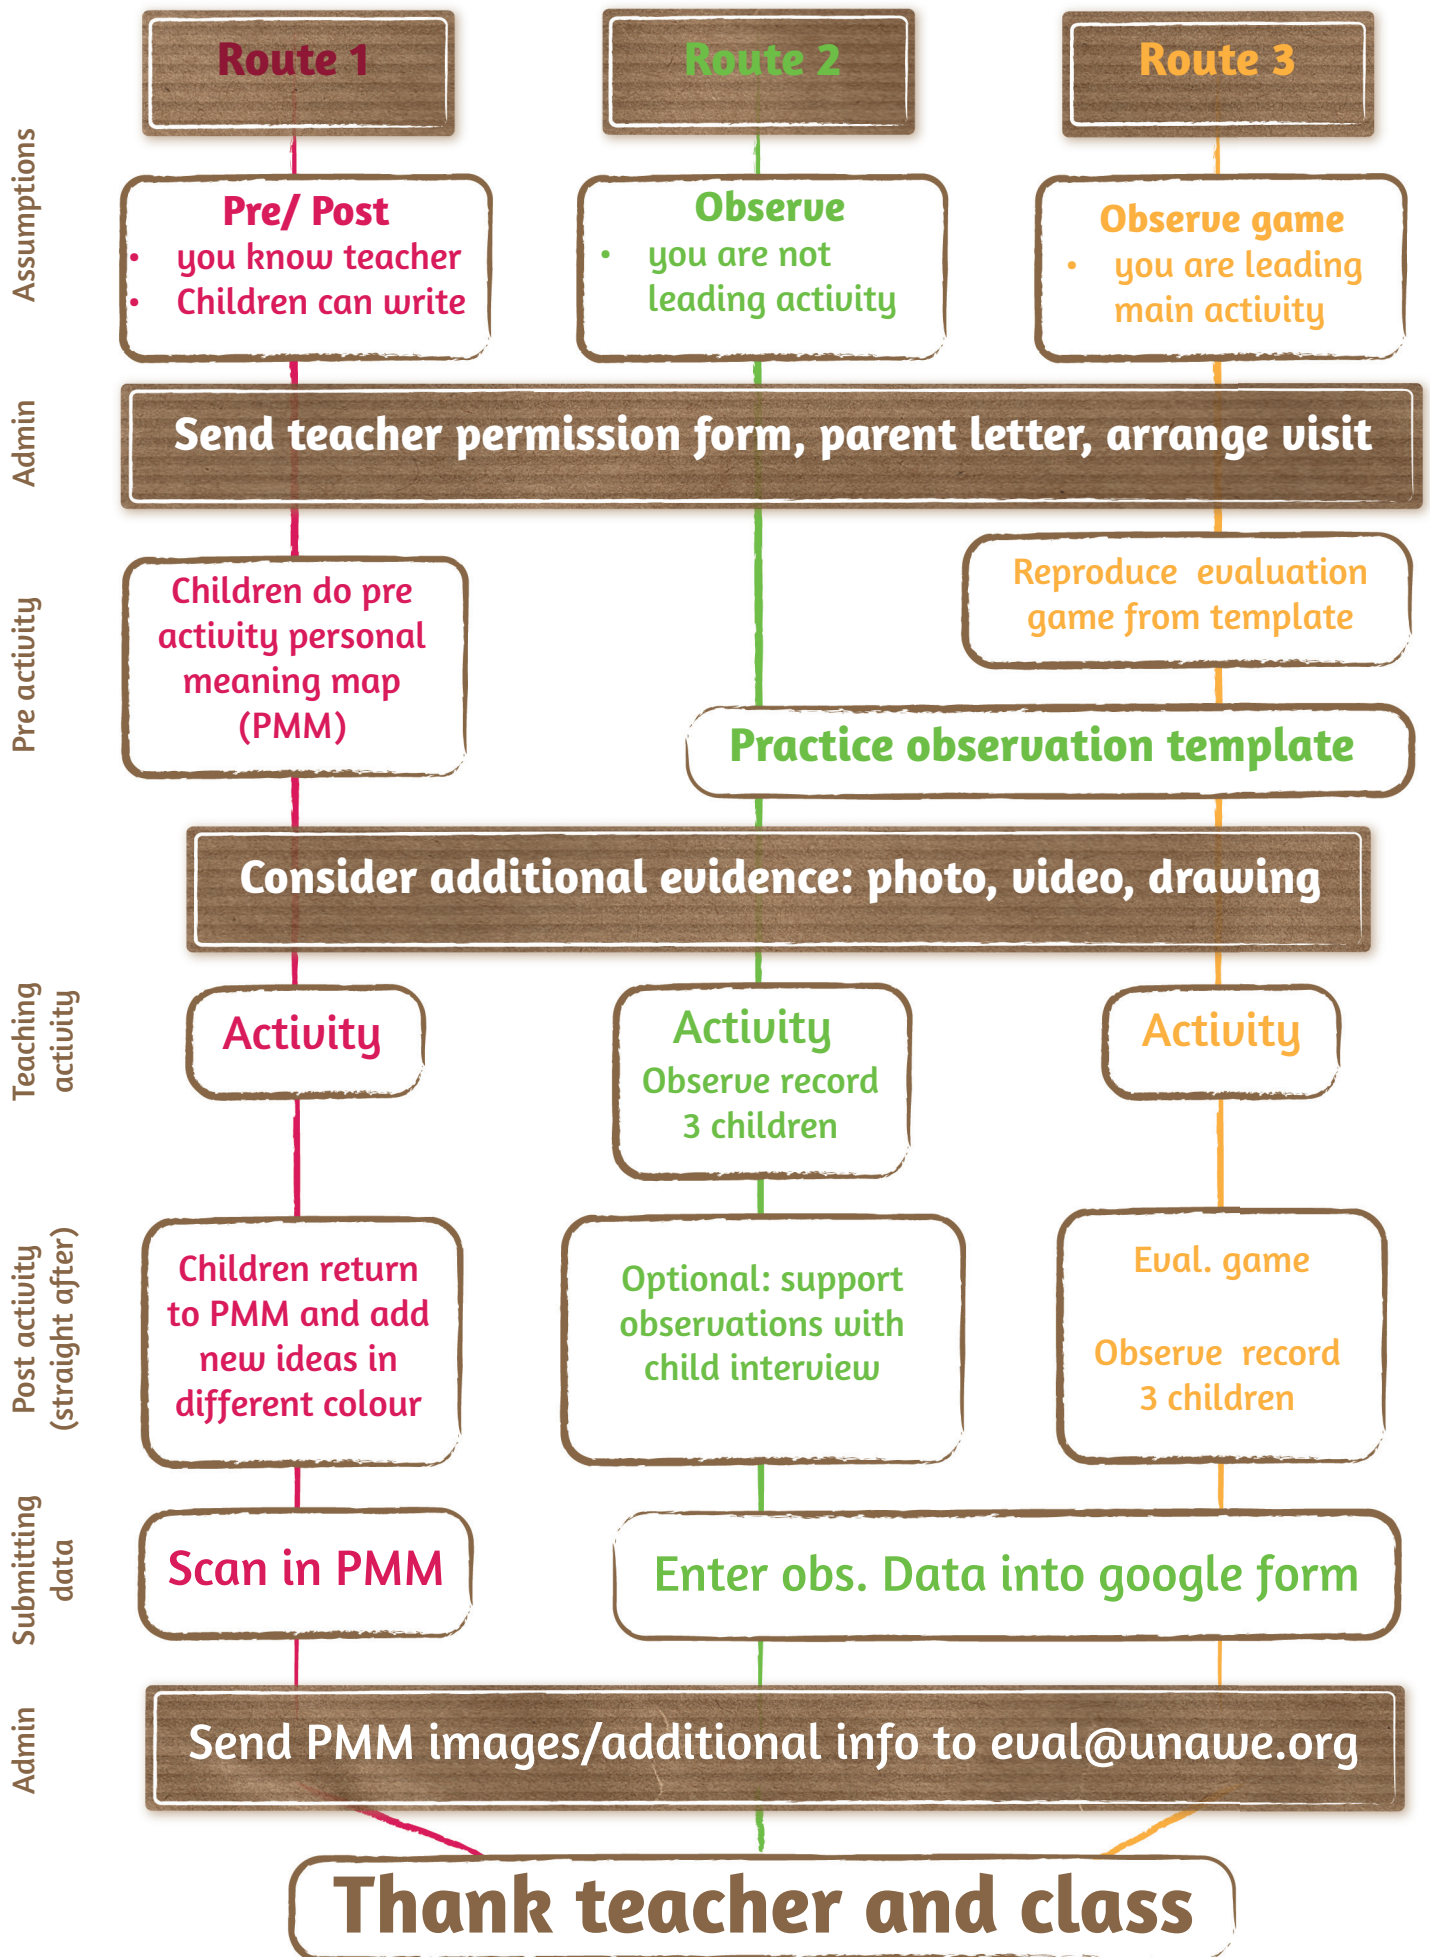 Route 1
Route 2
Route 3
Assumptions
Pre/ Post
• you know teacher
• Children can write
Observe
• you are not
leading activity
Observe game
• you are leading
main activity
Admin
Send teacher permission form, parent letter, arrange visit
Pre activity
Children do pre
activity personal
meaning map
(PMM)
Reproduce evaluation
game from template
Practice observation template
Consider additional evidence: photo, video, drawing
Teaching
activity
Activity
Activity
Observe record
3 children
Activity
Post activity
(straight after)
Children return
to PMM and add
new ideas in
different colour
Optional: support
observations with
child interview
Eval. game
Observe record
3 children
Submitting
data
Scan in PMM
Enter obs. Data into google form
Admin
Send PMM images/additional info to eval@unawe.org
Thank teacher and class